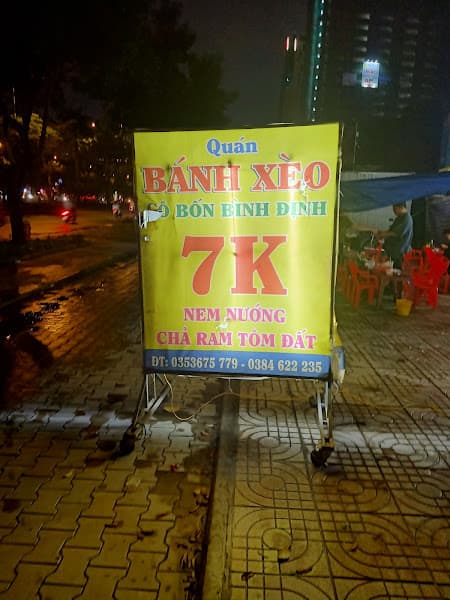 Quán
BÁNH XÈO
CÔ BỐN BÌNH ĐỊNH
7K
NEM NƯỚNG
CHẢ RAM TÔM ĐẤT
ĐT: 0353675 779 - 0384 622 235